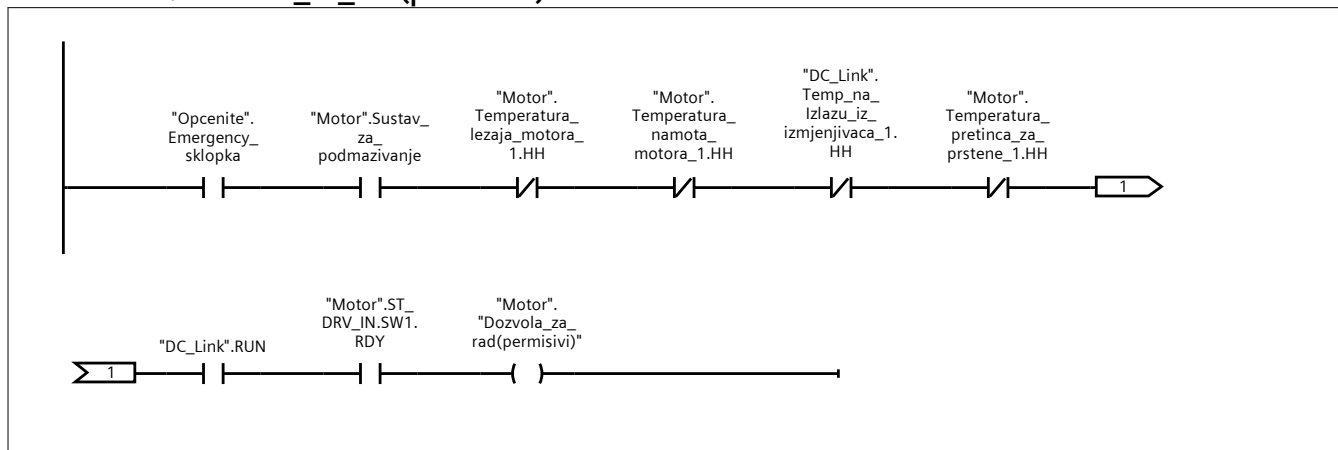 "Opcenite".
Emergency_
sklopka
"Motor".Sustav_
za_
podmazivanje
"Motor".
Temperatura_
lezaja_motora_
1.HH
"Motor".
Temperatura_
namota_
motora_1.HH
"DC_Link".
Temp_na_
Izlazu_iz_
izmjenjivaca_1.
HH
"Motor".
Temperatura_
pretinca_za_
prstene_1.HH
1
1
"DC_Link".RUN
"Motor".ST_
DRV_IN.SW1.
RDY
"Motor".
"Dozvola_za_
rad(permisivi)"